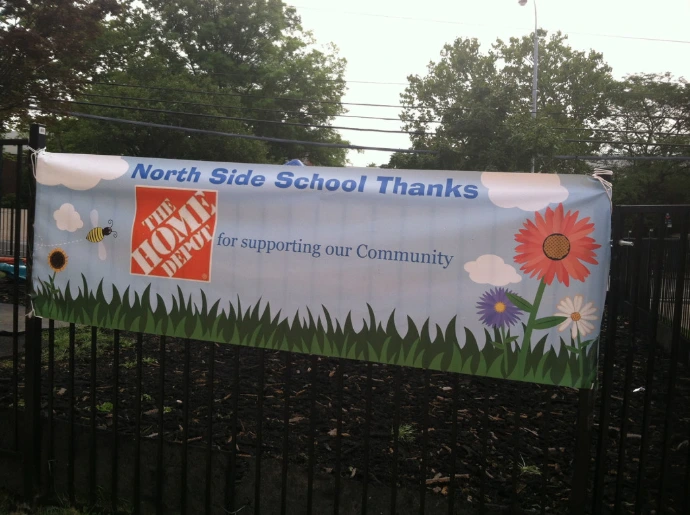 North Side School Thanks
THE
HOME
DEPOT
for supporting our Community